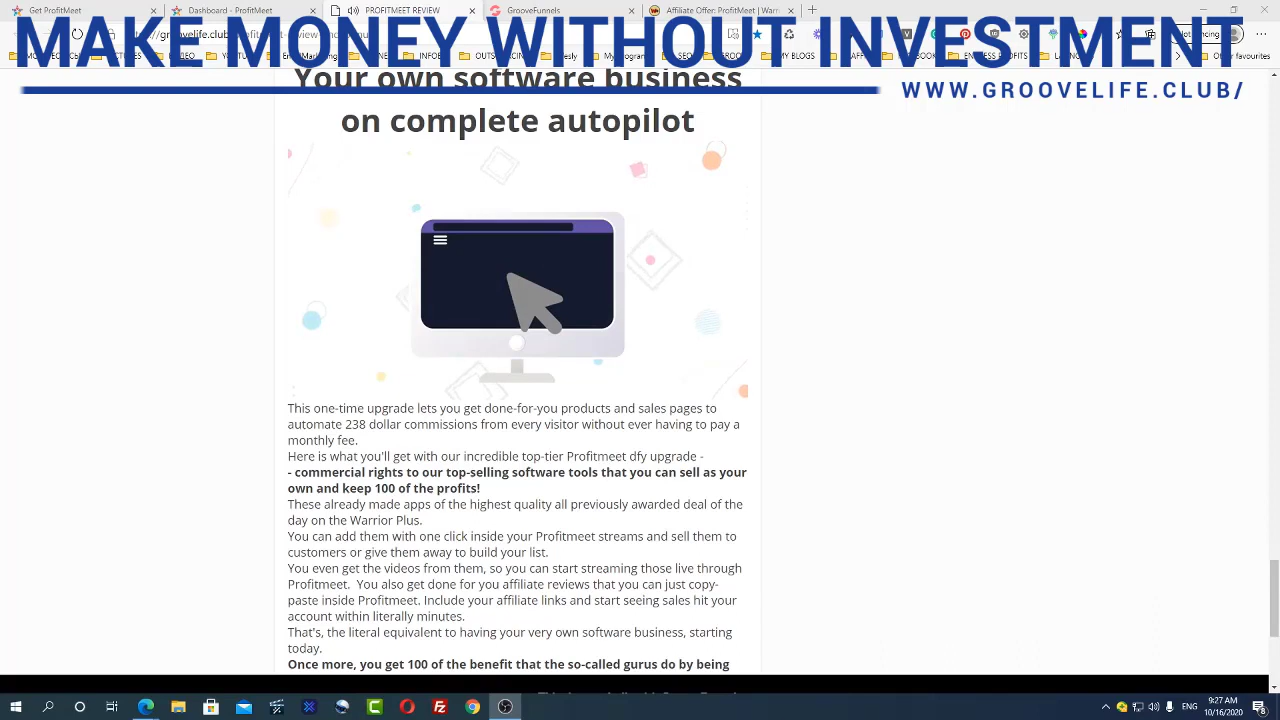 Get ProfitMeet
Dashboard - ProfitMeet
PROFITMEET REVIEW
GrooveFunnels
Affiliate Offer: ProfitMeet War
MAKE MONEY WITHOUT INVESTMENT
WWW.GROOVELIFE.CLUB/
Your own software business
on complete autopilot
This one-time upgrade lets you get done-for-you products and sales pages to
automate 238 dollar commissions from every visitor without ever having to pay a
monthly fee.
Here is what you'll get with our incredible top-tier Profitmeet dfy upgrade -
- commercial rights to our top-selling software tools that you can sell as your
own and keep 100 of the profits!
These already made apps of the highest quality all previously awarded deal of the
day on the Warrior Plus.
You can add them with one click inside your Profitmeet streams and sell them to
customers or give them away to build your list.
You even get the videos from them, so you can start streaming those live through
Profitmeet. You also get done for you affiliate reviews that you can just copy-
paste inside Profitmeet. Include your affiliate links and start seeing sales hit your
account within literally minutes.
That's, the literal equivalent to having your very own software business, starting
today.
Once more, you get 100 of the benefit that the so-called gurus do by being
9:27 AM
10/16/2020